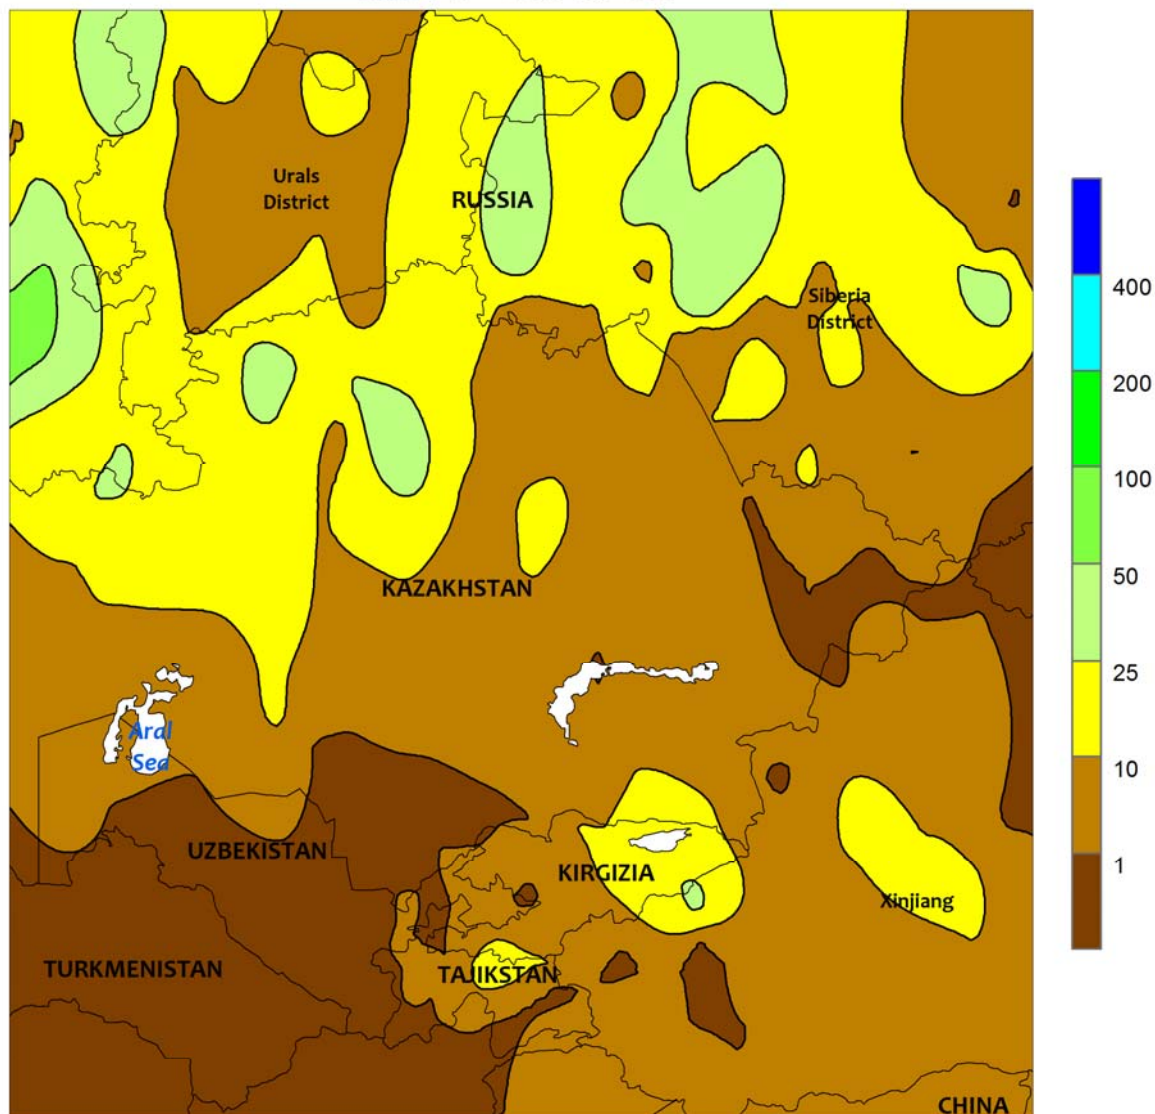 Urals
District
RUSSIA
Siberia
District
KAZAKHSTAN
Aral
Sea
UZBEKISTAN
KIRGIZIA
Xinjiang
TURKMENISTAN
TAJIKSTAN
CHINA
400
200
100
50
25
10
1